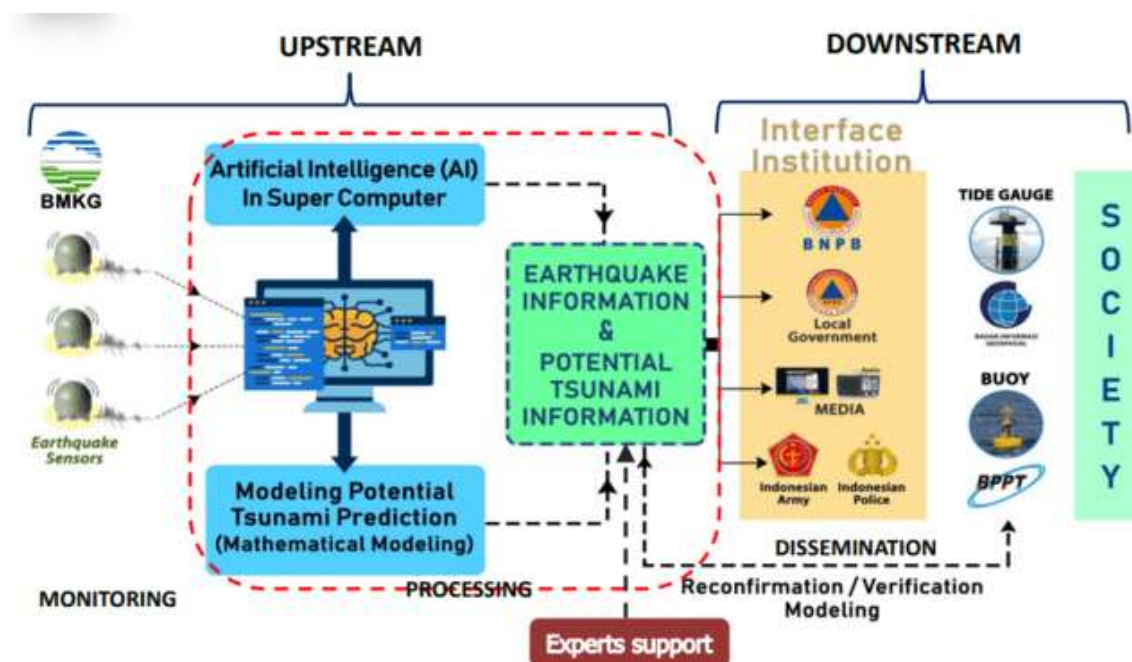 UPSTREAM
DOWNSTREAM
BMKG
Earthquake
Sensors
MONITORING
Artificial Intelligence (AI)
In Super Computer
Modeling Potential
Tsunami Prediction
(Mathematical Modeling)
PROCESSING
EARTHQUAKE
INFORMATION
&
POTENTIAL
TSUNAMI
INFORMATION
Experts support
Interface
Institution
BNPB
Local
Government
MEDIA
Indonesian
Army
Indonesian
Police
TIDE GAUGE
BUOY
BPPT
DISSEMINATION
Reconfirmation / Verification
Modeling
SOCIETY